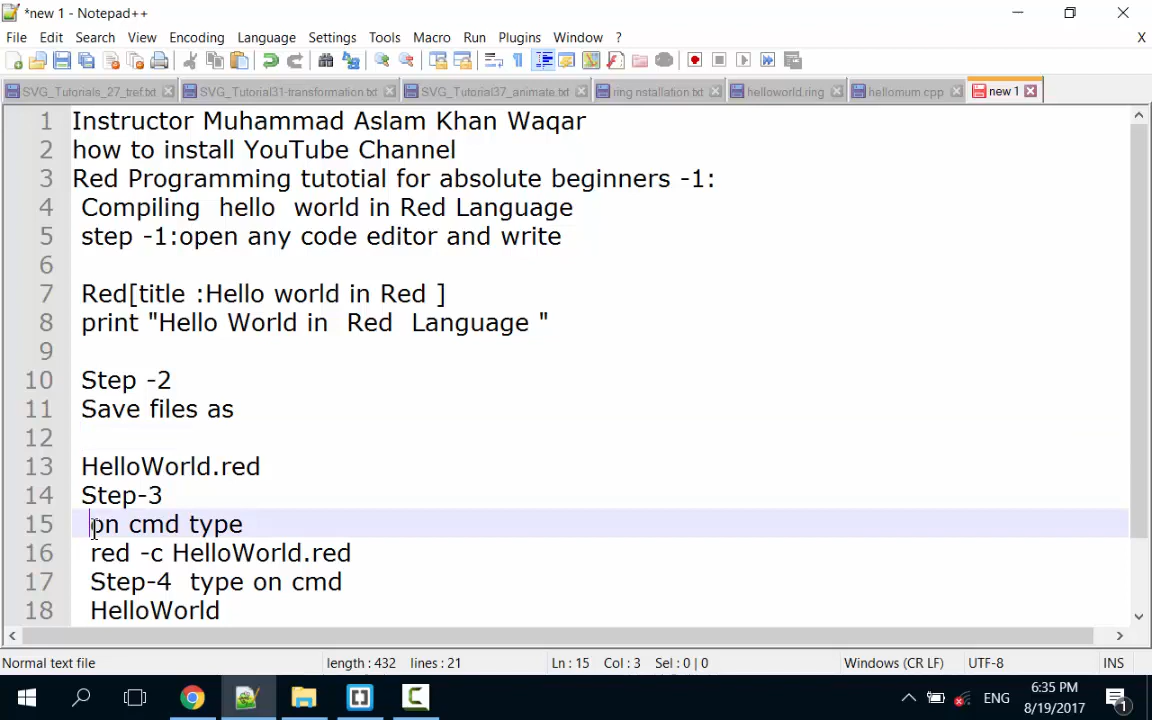 *new 1 - Notepad++
File Edit Search View Encoding Language Settings Tools Macro Run Plugins Window ? X
SVG_Tutorials_27_tref.txt SVG_Tutorial31-transformation.txt SVG_Tutorial37_animate.txt ring nstallation.txt helloworld.ring hellomum.cpp new 1
1 Instructor Muhammad Aslam Khan Waqar
2 how to install YouTube Channel
3 Red Programming tutotial for absolute beginners -1:
4 Compiling hello world in Red Language
5 step -1:open any code editor and write
6
7 Red[title :Hello world in Red ]
8 print "Hello World in Red Language "
9
10 Step -2
11 Save files as
12
13 HelloWorld.red
14 Step-3
15 on cmd type
16 red -c HelloWorld.red
17 Step-4 type on cmd
18 HelloWorld
Normal text file length : 432 lines : 21 Ln : 15 Col : 3 Sel : 0 | 0 Windows (CR LF) UTF-8 INS
ENG 6:35 PM
8/19/2017
1